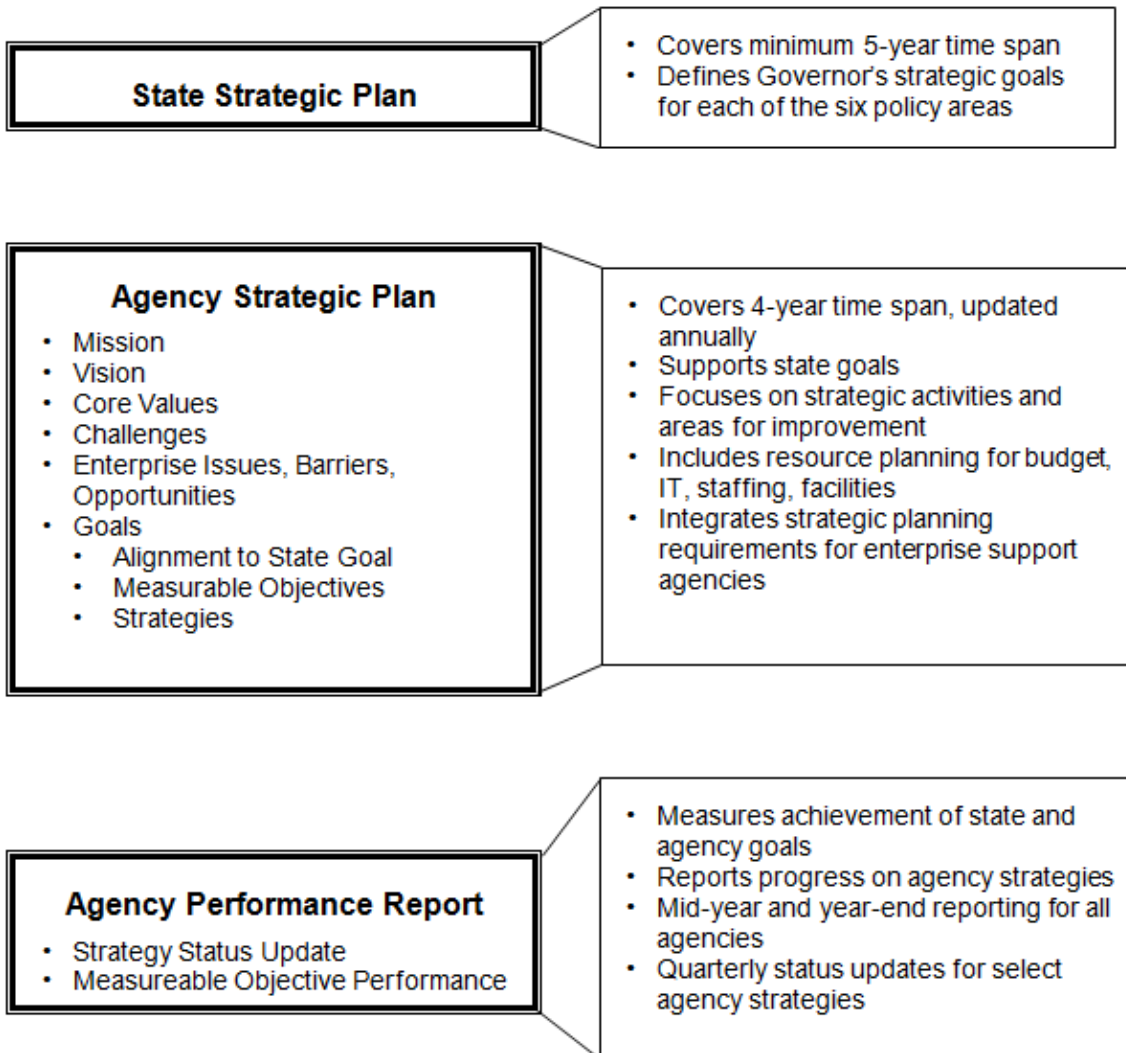 State Strategic Plan
• Covers minimum 5-year time span
• Defines Governor's strategic goals
for each of the six policy areas
Agency Strategic Plan
• Mission
• Vision
• Core Values
• Challenges
• Enterprise Issues, Barriers,
Opportunities
• Goals
• Alignment to State Goal
• Measurable Objectives
• Strategies
• Covers 4-year time span, updated
annually
• Supports state goals
• Focuses on strategic activities and
areas for improvement
• Includes resource planning for budget,
IT, staffing, facilities
• Integrates strategic planning
requirements for enterprise support
agencies
Agency Performance Report
• Strategy Status Update
• Measureable Objective Performance
• Measures achievement of state and
agency goals
• Reports progress on agency strategies
• Mid-year and year-end reporting for all
agencies
• Quarterly status updates for select
agency strategies